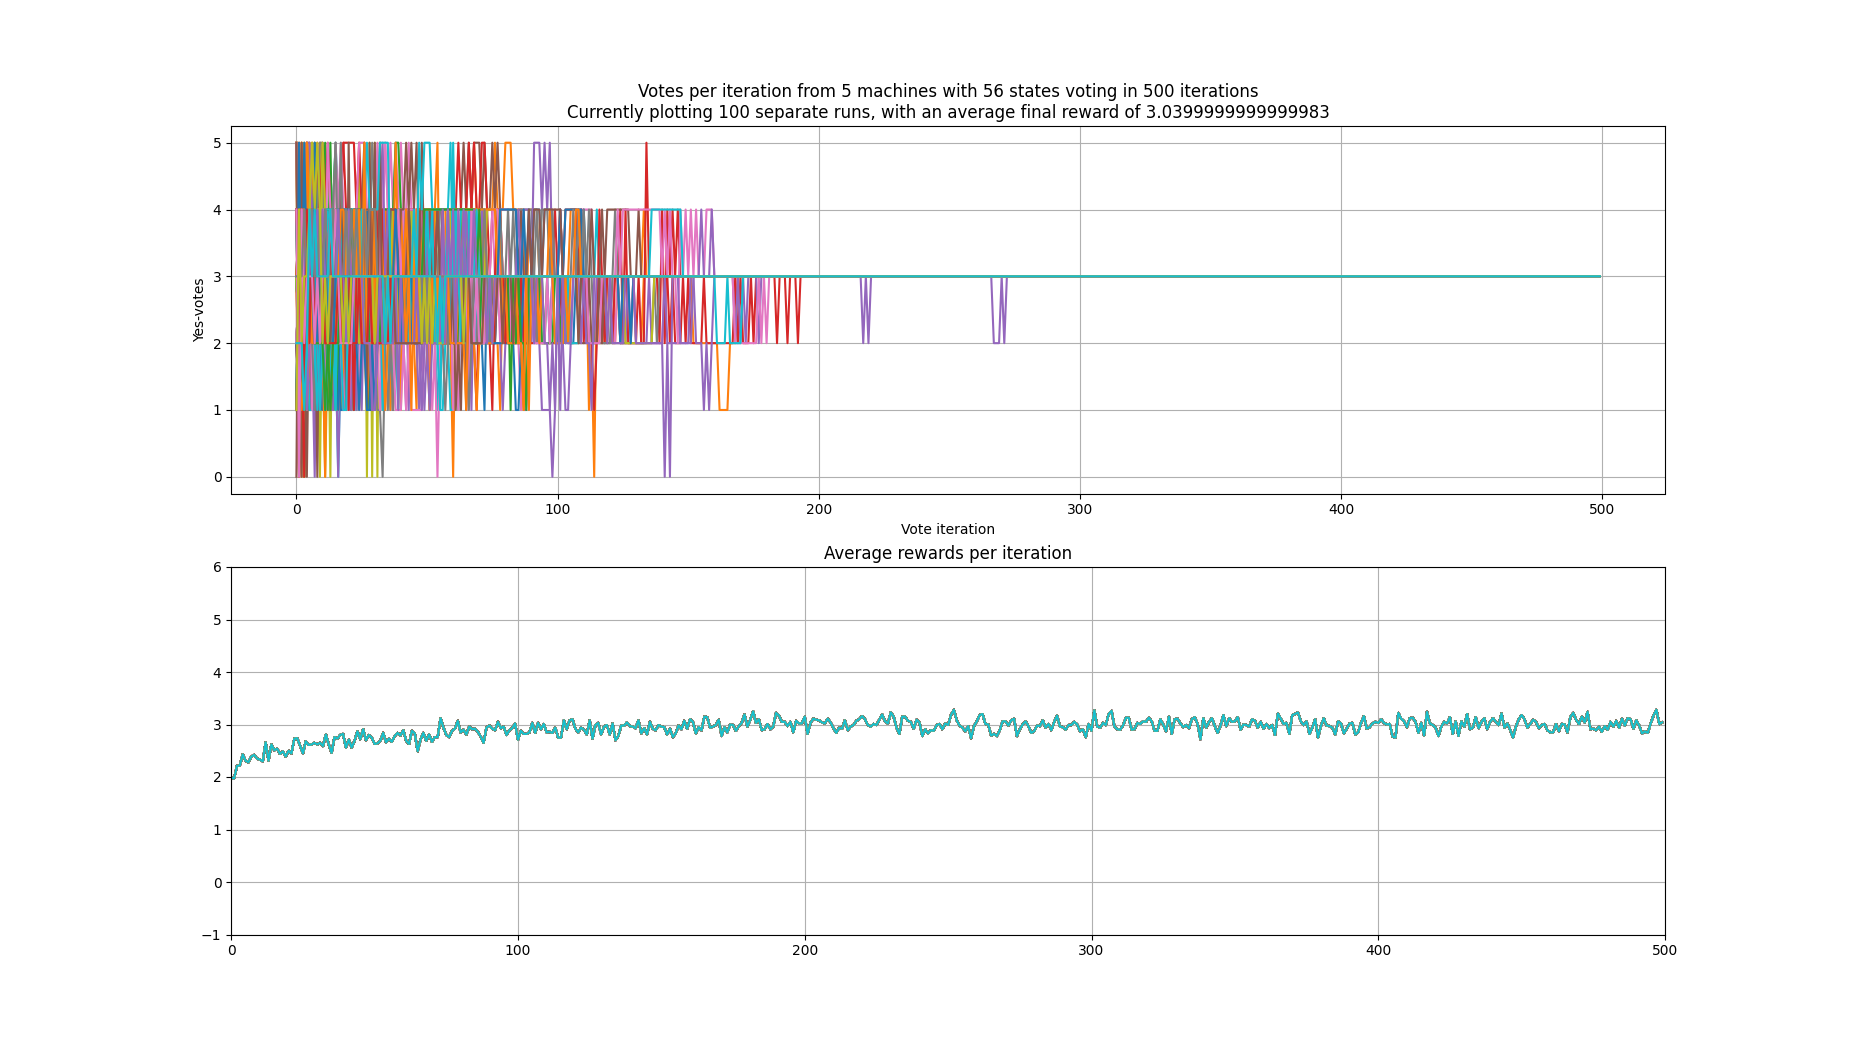 Votes per iteration from 5 machines with 56 states voting in 500 iterations
Currently plotting 100 separate runs, with an average final reward of 3.0399999999999983
5
4
3
2
1
0
Yes-votes
0 100 200 300 400 500
Vote iteration
Average rewards per iteration
6
5
4
3
2
1
0
−1
0 100 200 300 400 500